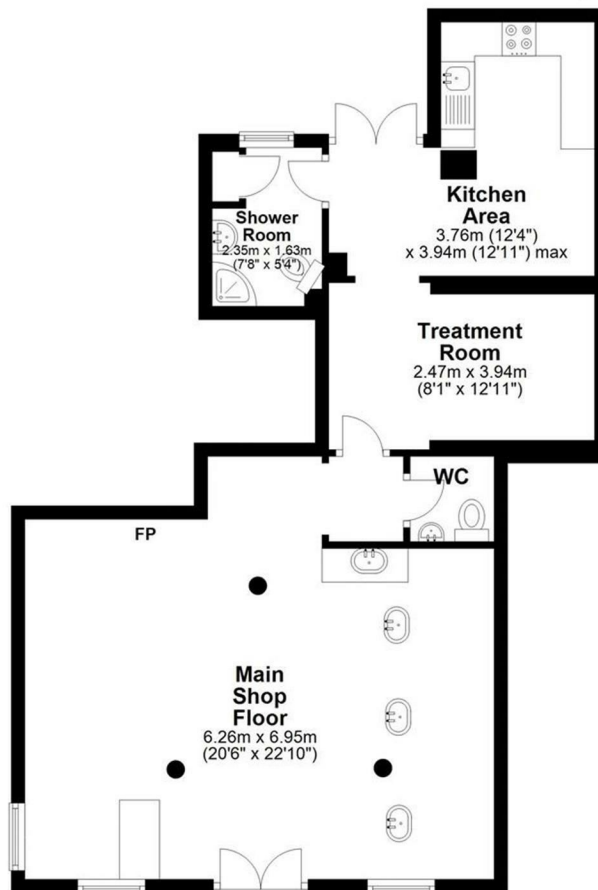 Kitchen
Area
3.76m (12'4")
x 3.94m (12'11") max
Shower
Room
2.35m x 1.63m
(7'8" x 5'4")
Treatment
Room
2.47m x 3.94m
(8'1" x 12'11")
WC
FP
Main
Shop
Floor
6.26m x 6.95m
(20'6" x 22'10")